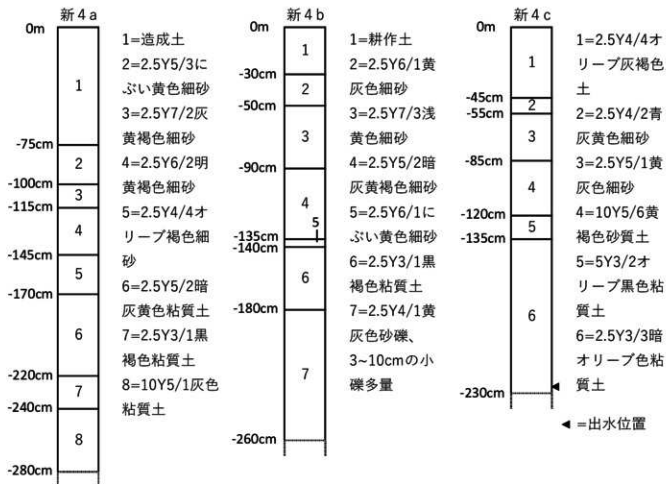 新4a
0m
1
-75cm
2
-100cm
3
-115cm
4
-145cm
5
-170cm
6
-220cm
7
-240cm
8
-280cm
1=造成土
2=2.5Y5/3に
ぶい黄色細砂
3=2.5Y7/2灰
黄褐色細砂
4=2.5Y6/2明
黄褐色細砂
5=2.5Y4/4オ
リーブ褐色細
砂
6=2.5Y5/2暗
灰黄色粘質土
7=2.5Y3/1黒
褐色粘質土
8=10Y5/1灰色
粘質土
新4b
0m
1
-30cm
2
-50cm
3
-90cm
4
5
-135cm
-140cm
6
-180cm
7
-260cm
1=耕作土
2=2.5Y6/1黄
灰色細砂
3=2.5Y7/3浅
黄色細砂
4=2.5Y5/2暗
灰黄褐色細砂
5=2.5Y6/1に
ぶい黄色細砂
6=2.5Y3/1黒
褐色粘質土
7=2.5Y4/1黄
灰色砂礫、
3~10cmの小
礫多量
新4c
0m
1
-45cm
2
-55cm
3
-85cm
4
-120cm
5
-135cm
6
-230cm
1=2.5Y4/4オ
リーブ灰褐色
土
2=2.5Y4/2青
灰黄色細砂
3=2.5Y5/1黄
灰色細砂
4=10Y5/6黄
褐色砂質土
5=5Y3/2オ
リーブ黒色粘
質土
6=2.5Y3/3暗
オリーブ色粘
質土
◀=出水位置